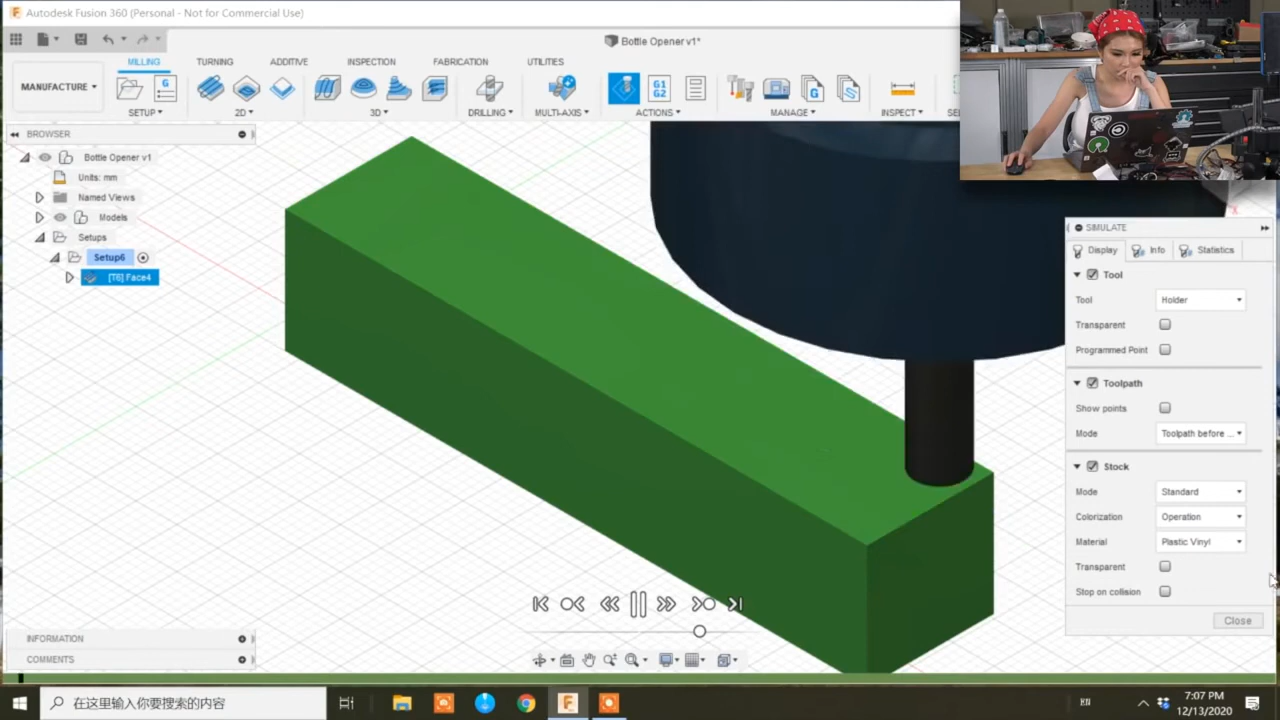 Autodesk Fusion 360 (Personal - Not for Commercial Use)
Bottle Opener v1*
MILLING TURNING ADDITIVE INSPECTION FABRICATION UTILITIES
MANUFACTURE
G1
G2
SETUP 2D 3D DRILLING MULTI-AXIS ACTIONS MANAGE INSPECT
BROWSER
Bottle Opener v1
Units: mm
Named Views
Models
Setups
Setup6
[T6] Face4
SIMULATE
Display Info Statistics
Tool
Tool Holder
Transparent
Programmed Point
Toolpath
Show points
Mode Toolpath before ...
Stock
Mode Standard
Colorization Operation
Material Plastic Vinyl
Transparent
Stop on collision
Close
INFORMATION
COMMENTS
在这里输入你要搜索的内容
EN
7:07 PM
12/13/2020